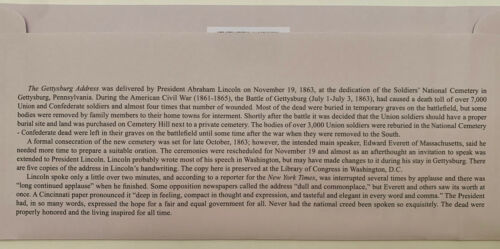 The Gettysburg Address was delivered by President Abraham Lincoln on November 19, 1863, at the dedication of the Soldiers' National Cemetery in
Gettysburg, Pennsylvania. During the American Civil War (1861-1865), the Battle of Gettysburg (July 1-July 3, 1863), had caused a death toll of over 7,000
Union and Confederate soldiers and almost four times that number of wounded. Most of the dead were buried in temporary graves on the battlefield, but some
bodies were removed by family members to their home towns for interment. Shortly after the battle it was decided that the Union soldiers should have a proper
burial site and land was purchased on Cemetery Hill next to a private cemetery. The bodies of over 3,000 Union soldiers were reburied in the National Cemetery
- Confederate dead were left in their graves on the battlefield until some time after the war when they were removed to the South.
A formal consecration of the new cemetery was set for late October, 1863; however, the intended main speaker, Edward Everett of Massachusetts, said he
needed more time to prepare a suitable oration. The ceremonies were rescheduled for November 19 and almost as an afterthought an invitation to speak was
extended to President Lincoln. Lincoln probably wrote most of his speech in Washington, but may have made changes to it during his stay in Gettysburg. There
are five copies of the address in Lincoln's handwriting. The copy here is preserved at the Library of Congress in Washington, D.C.
Lincoln spoke only a little over two minutes, and according to a reporter for the New York Times, was interrupted several times by applause and there was
"long continued applause" when he finished. Some opposition newspapers called the address "dull and commonplace," but Everett and others saw its worth at
once. A Cincinnati paper pronounced it "deep in feeling, compact in thought and expression, and tasteful and elegant in every word and comma." The President
had, in so many words, expressed the hope for a fair and equal government for all. Never had the national creed been spoken so exquisitely. The dead were
properly honored and the living inspired for all time.